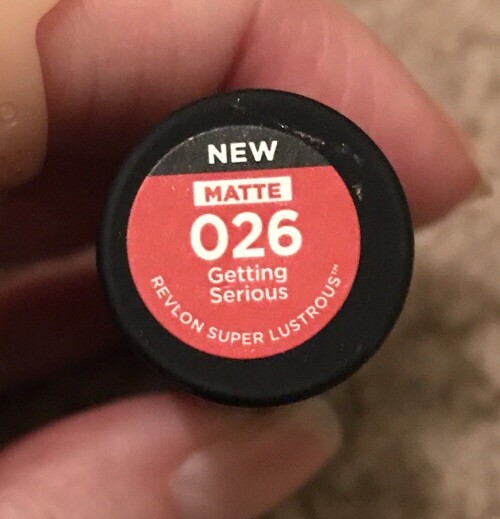 NEW
MATTE
026
Getting
Serious
REVLON SUPER LUSTROUS™